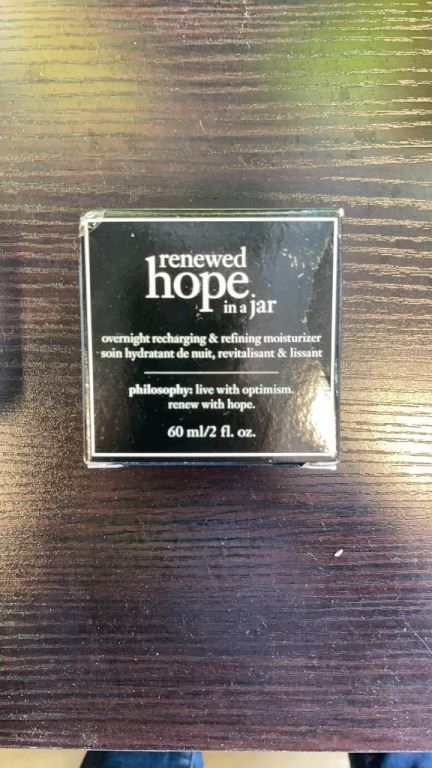 renewed
hope
in a jar
overnight recharging & refining moisturizer
soin hydratant de nuit, revitalisant & lissant
philosophy: live with optimism.
renew with hope.
60 ml/2 fl. oz.